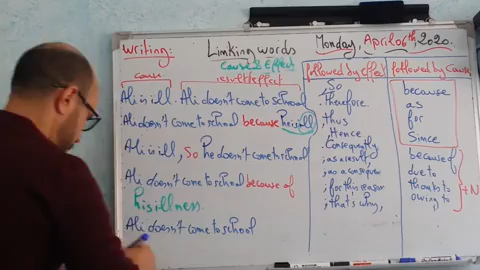 Writing: Linking words Monday, April 06th, 2020.
Cause & Effect
cause result/effect followed by Effect followed by Cause
Ali is ill. Ali doesn't come to school
Ali doesn't come to school because he is ill
Ali is ill, So he doesn't come to school
Ali doesn't come to school because of
his illness.
Ali doesn't come to school
So
. Therefore
thus
. Hence
. Consequently
; as a result,
; as a consequence
; for this reason
; that's why,
because
as
for
Since
because of
due to
thanks to
owing to
+ N